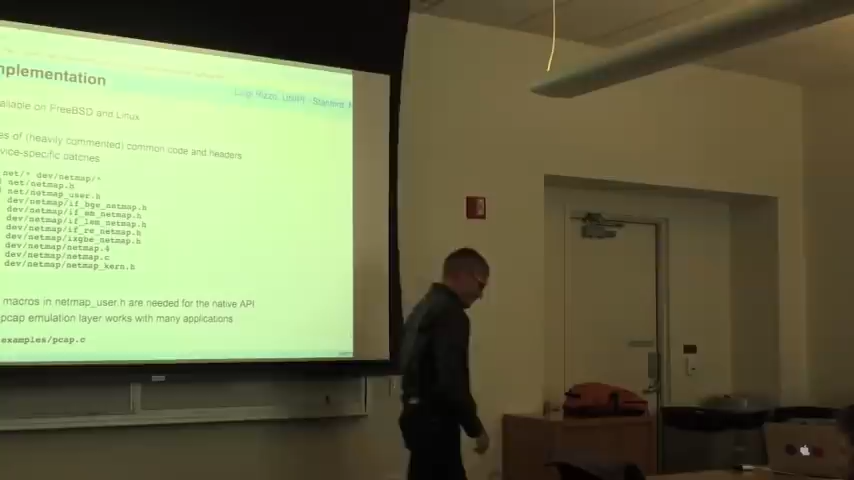 nplementation
Luigi Rizzo, UNIPI - Stanford,
ailable on FreeBSD and Linux
es of (heavily commented) common code and headers
vice-specific patches
net/* dev/netmap/*
net/netmap.h
net/netmap_user.h
dev/netmap/if_bge_netmap.h
dev/netmap/if_em_netmap.h
dev/netmap/if_lem_netmap.h
dev/netmap/if_re_netmap.h
dev/netmap/ixgbe_netmap.h
dev/netmap/netmap.4
dev/netmap/netmap.c
dev/netmap/netmap_kern.h
macros in netmap_user.h are needed for the native API
pcap emulation layer works with many applications
examples/pcap.c